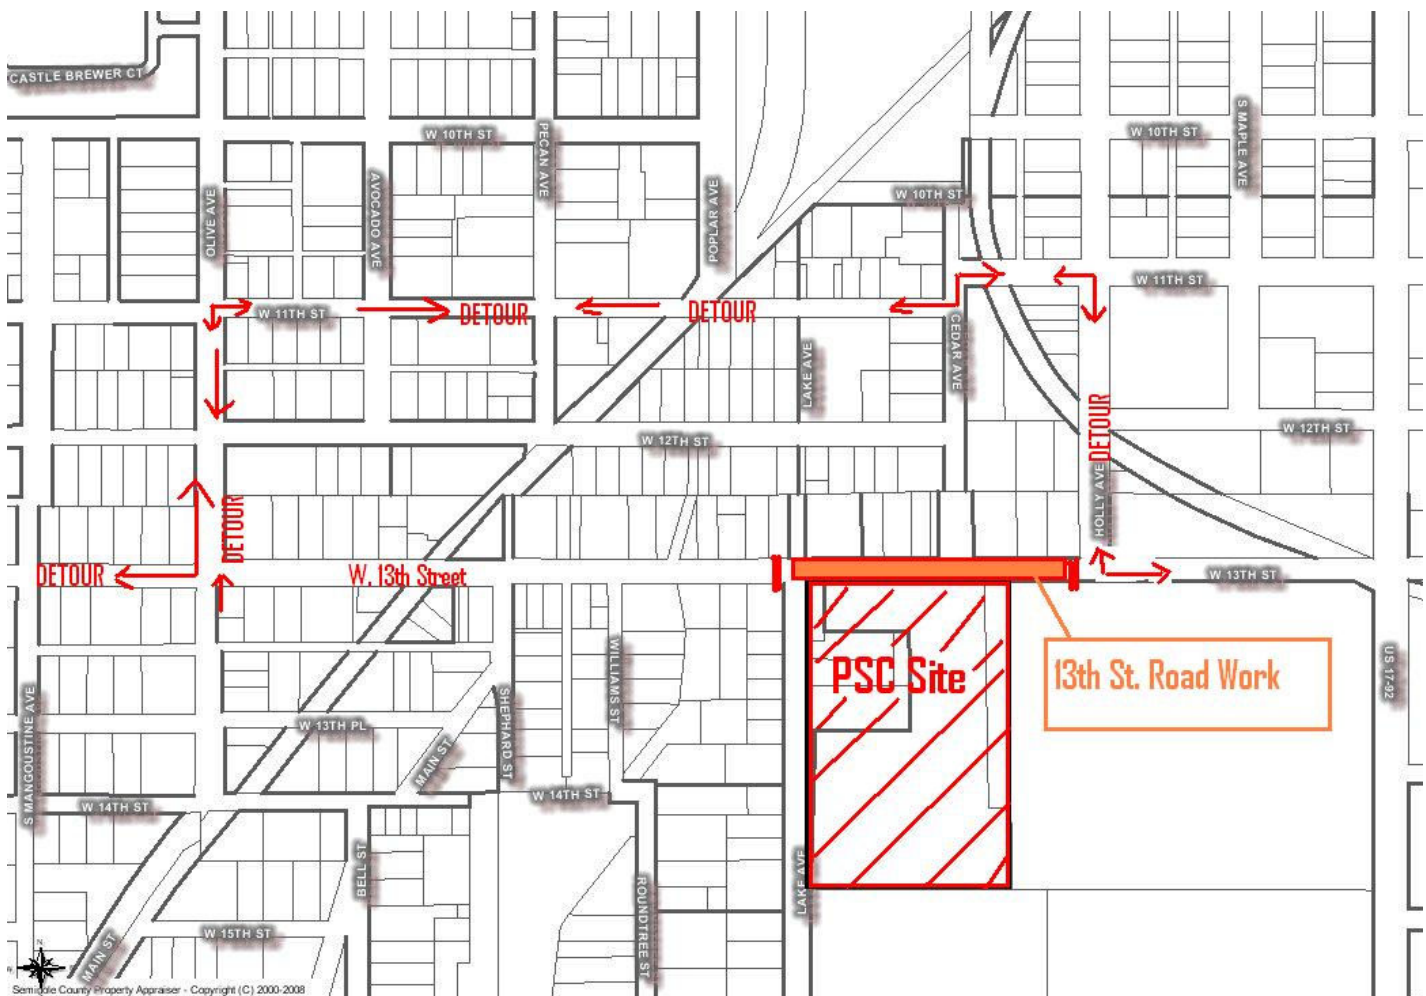 CASTLE BREWER CT
W 10TH ST
PECAN AVE
W 10TH ST
S MAPLE AVE
OLIVE AVE
AVOCADO AVE
POPLAR AVE
W 10TH ST
W 11TH ST
W 11TH ST
DETOUR
DETOUR
CEDAR AVE
LAKE AVE
DETOUR
W 12TH ST
W 12TH ST
HOLLY AVE
DETOUR
DETOUR
W. 13th Street
W 13TH ST
PSC Site
13th St. Road Work
US 17-92
S MANGOUSTINE AVE
W 13TH PL
MAIN ST
SHEPHARD ST
WILLIAMS ST
W 14TH ST
W 14TH ST
BELL ST
ROUNDTREE ST
LAKE AVE
W 15TH ST
MAIN ST
Seminole County Property Appraiser - Copyright (C) 2000-2008